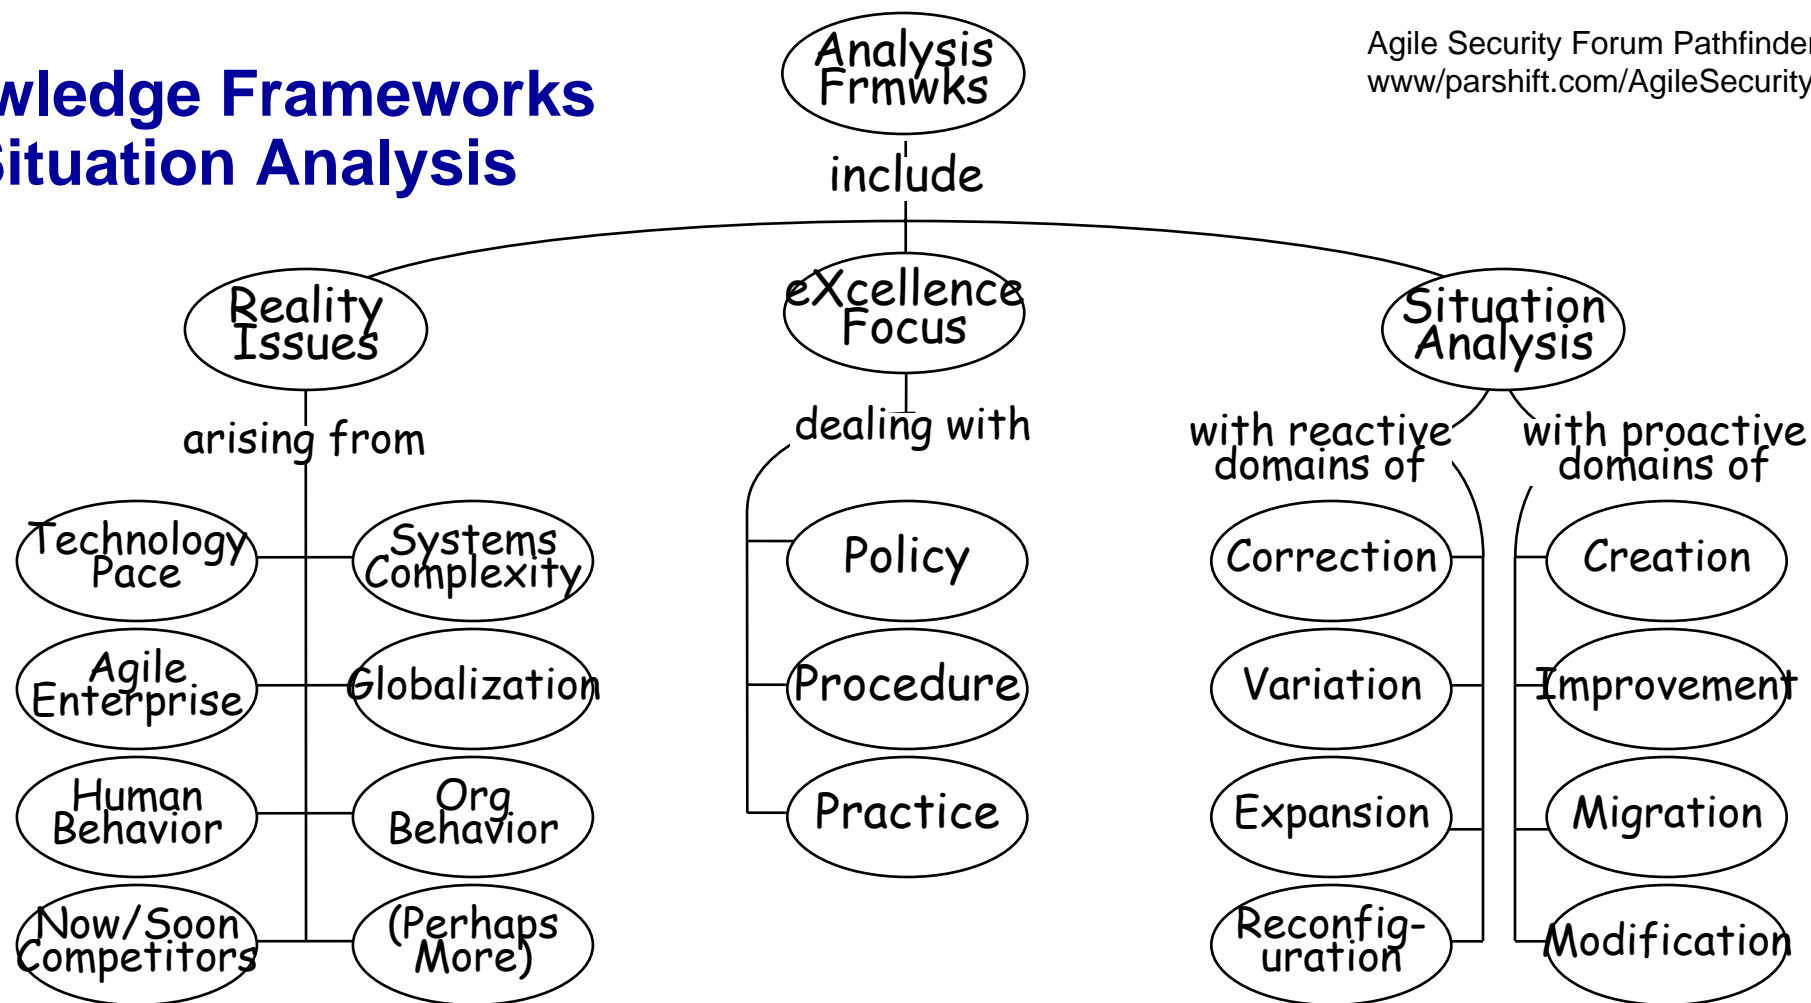 wledge Frameworks
Situation Analysis
Agile Security Forum Pathfinder
www/parshift.com/AgileSecurity
Analysis
Frmwks
include
Reality
Issues
eXcellence
Focus
Situation
Analysis
arising from
dealing with
with reactive
domains of
with proactive
domains of
Technology
Pace
Systems
Complexity
Policy
Correction
Creation
Agile
Enterprise
Globalization
Procedure
Variation
Improvement
Human
Behavior
Org
Behavior
Practice
Expansion
Migration
Now/Soon
Competitors
(Perhaps
More)
Reconfig-
uration
Modification